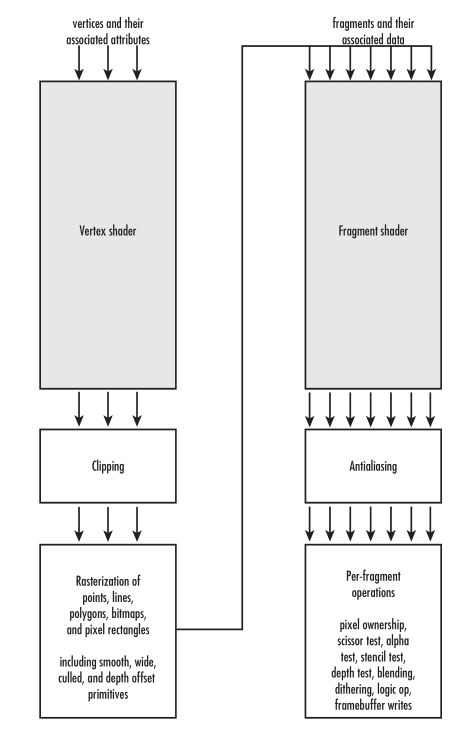 vertices and their
associated attributes
Vertex shader
Clipping
Rasterization of
points, lines,
polygons, bitmaps,
and pixel rectangles
including smooth, wide,
culled, and depth offset
primitives
fragments and their
associated data
Fragment shader
Antialiasing
Per-fragment
operations
pixel ownership,
scissor test, alpha
test, stencil test,
depth test, blending,
dithering, logic op,
framebuffer writes